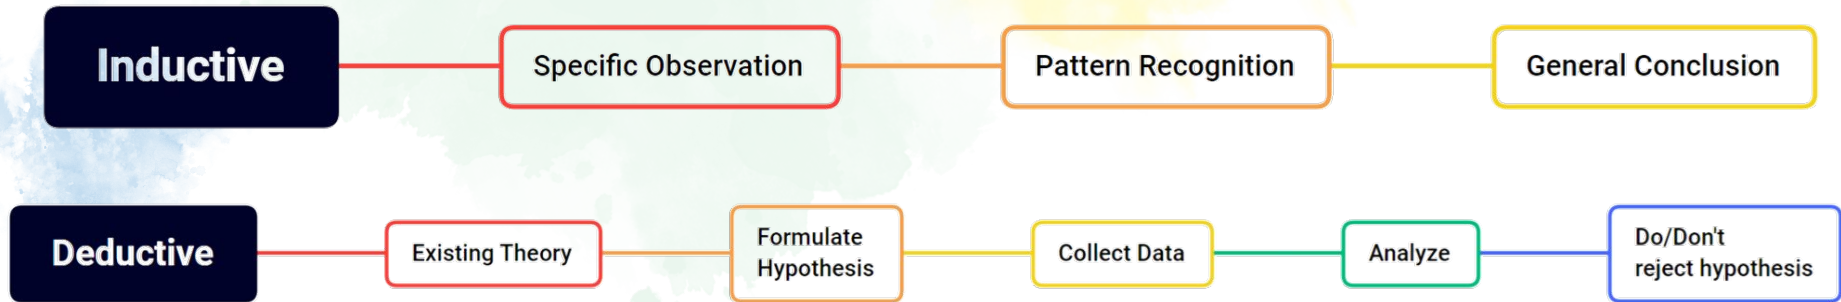 Inductive
Specific Observation
Pattern Recognition
General Conclusion
Deductive
Existing Theory
Formulate
Hypothesis
Collect Data
Analyze
Do/Don't
reject hypothesis